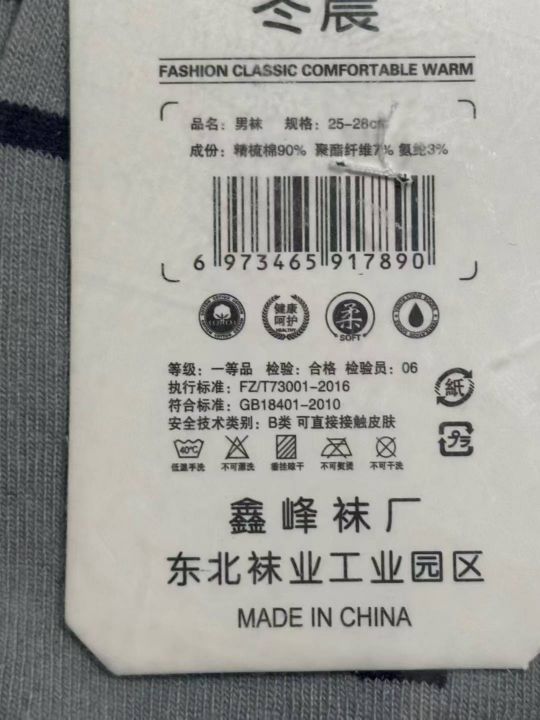 冬晨
FASHION CLASSIC COMFORTABLE WARM
品名：男袜 规格：25-28cm
成份：精梳棉90% 聚酯纤维7% 氨纶3%
6 973465 917890
健康
呵护
柔
SOFT
等级：一等品 检验：合格 检验员：06
执行标准：FZ/T73001-2016
符合标准：GB18401-2010
安全技术类别：B类 可直接接触皮肤
紙
プラ
40℃
低温手洗 不可漂洗 垂挂晾干 不可熨烫 不可干洗
鑫峰袜厂
东北袜业工业园区
MADE IN CHINA